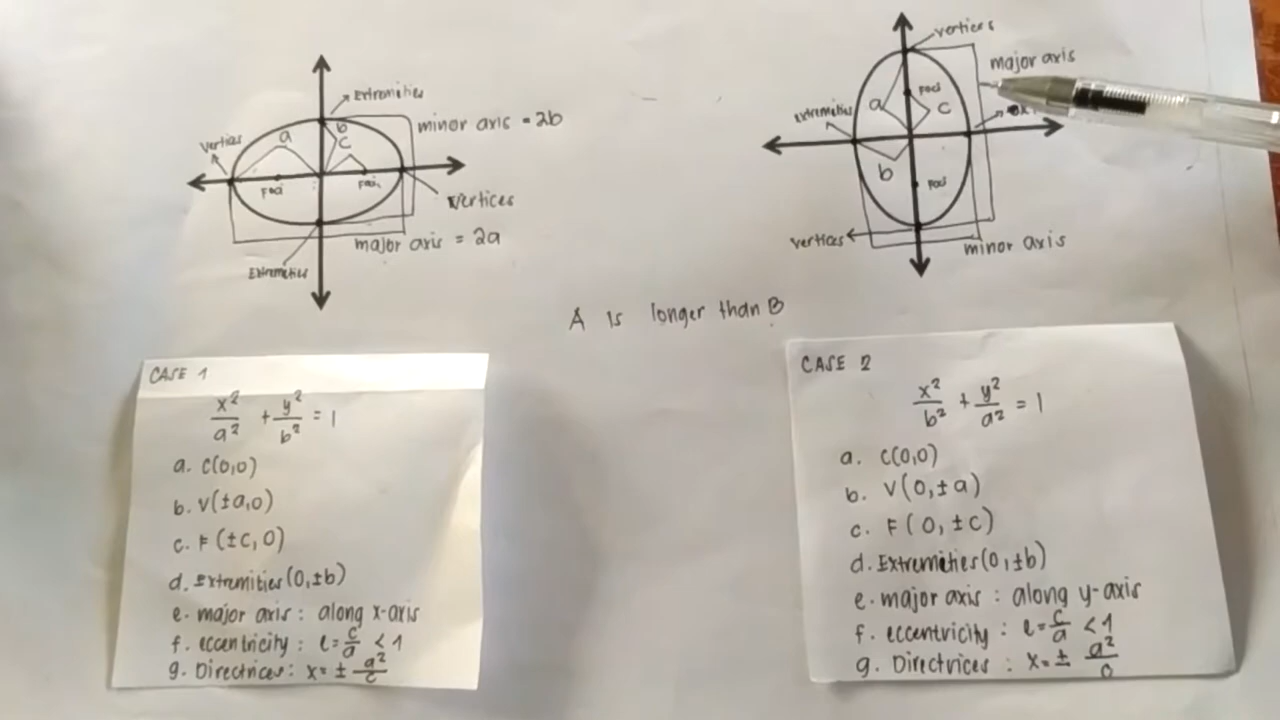 Extremities
b
C
minor axis = 2b
Vertices
a
Foci
Foci
Vertices
major axis = 2a
Extremities
vertices
major axis
Foci
a
C
Extremities
b
Foci
vertices
minor axis
A is longer than B
CASE 1
x²/a² + y²/b² = 1
a. C(0,0)
b. V(±a,0)
c. F(±c,0)
d. Extremities(0,±b)
e. major axis : along x-axis
f. eccentricity : e = c/a < 1
g. Directrices : x = ± a²/c
CASE 2
x²/b² + y²/a² = 1
a. C(0,0)
b. V(0,±a)
c. F(0,±c)
d. Extremities(0,±b)
e. major axis : along y-axis
f. eccentricity : e = c/a < 1
g. Directrices : x = ± a²/